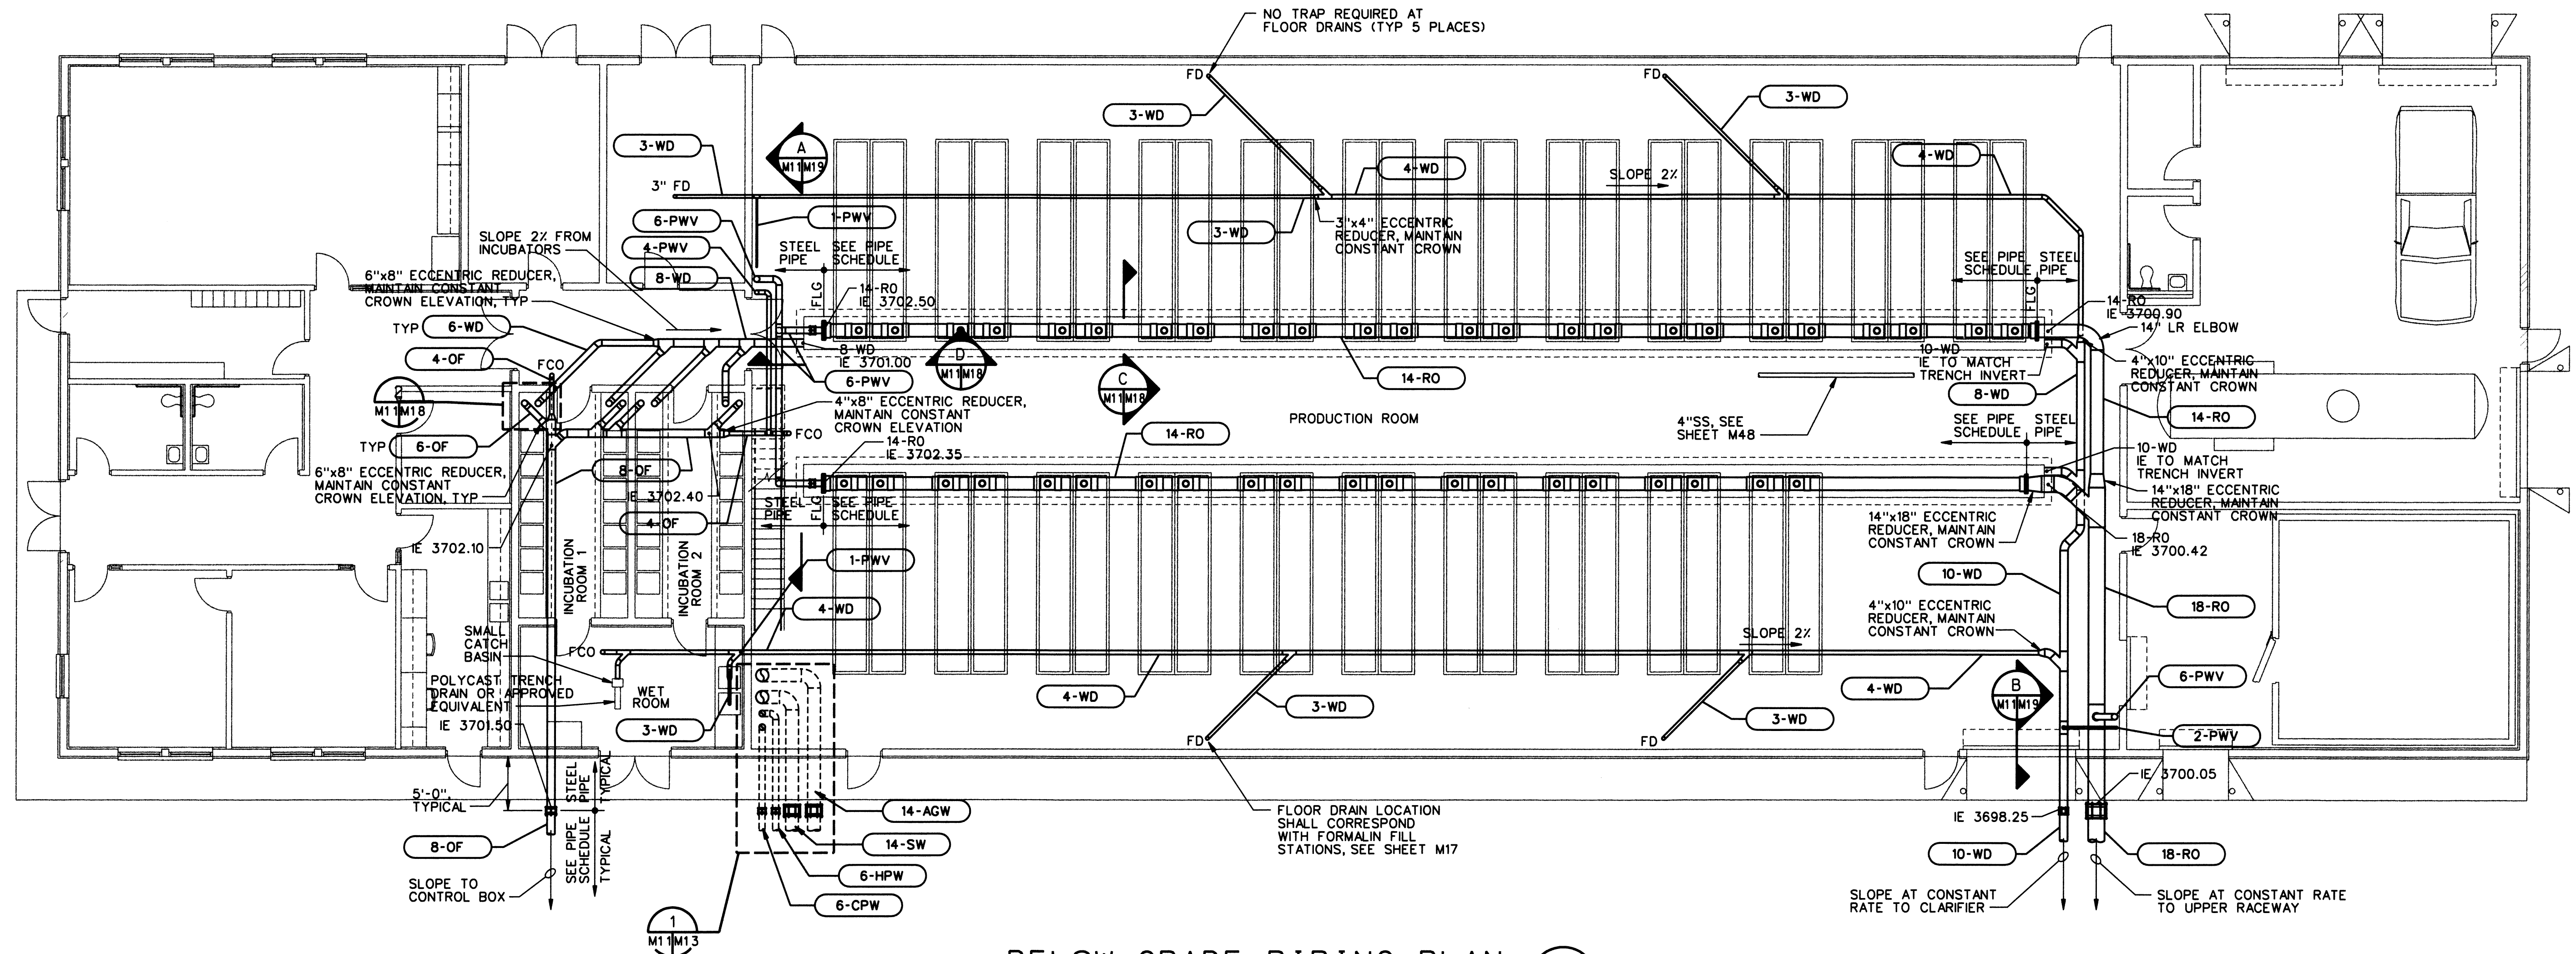 NO TRAP REQUIRED AT
FLOOR DRAINS (TYP 5 PLACES)
FD
FD
3-WD
3-WD
3-WD
A
M11 M19
4-WD
4-WD
3" FD
SLOPE 2%
6-PWV
1-PWV
3-WD
3"x4" ECCENTRIC
REDUCER, MAINTAIN
CONSTANT CROWN
SLOPE 2% FROM
INCUBATORS
4-PWV
STEEL
PIPE
SEE PIPE
SCHEDULE
SEE PIPE
SCHEDULE
STEEL
PIPE
6"x8" ECCENTRIC REDUCER,
MAINTAIN CONSTANT
CROWN ELEVATION, TYP
8-WD
FLG
14-RO
IE 3702.50
FLG
14-RO
IE 3700.90
14" LR ELBOW
TYP
6-WD
4-OF
FCO
8-WD
IE 3701.00
6-PWV
D
M11 M18
C
M11 M18
14-RO
10-WD
IE TO MATCH
TRENCH INVERT
4"x10" ECCENTRIC
REDUCER, MAINTAIN
CONSTANT CROWN
8-WD
M11 M18
4"x8" ECCENTRIC REDUCER,
MAINTAIN CONSTANT
CROWN ELEVATION
PRODUCTION ROOM
4"SS, SEE
SHEET M48
14-RO
TYP
6-OF
FCO
14-RO
IE 3702.35
14-RO
SEE PIPE
SCHEDULE
STEEL
PIPE
10-WD
IE TO MATCH
TRENCH INVERT
6"x8" ECCENTRIC REDUCER,
MAINTAIN CONSTANT
CROWN ELEVATION, TYP
8-OF
IE 3702.40
4-OF
STEEL
PIPE
FLG
SEE PIPE
SCHEDULE
14"x18" ECCENTRIC
REDUCER, MAINTAIN
CONSTANT CROWN
14"x18" ECCENTRIC
REDUCER, MAINTAIN
CONSTANT CROWN
18-RO
IE 3700.42
IE 3702.10
INCUBATION
ROOM 1
INCUBATION
ROOM 2
1-PWV
10-WD
4-WD
18-RO
4"x10" ECCENTRIC
REDUCER, MAINTAIN
CONSTANT CROWN
SMALL
CATCH
BASIN
FCO
SLOPE 2%
POLYCAST TRENCH
DRAIN OR APPROVED
EQUIVALENT
WET
ROOM
4-WD
3-WD
4-WD
B
M11 M19
6-PWV
IE 3701.50
3-WD
FD
FD
3-WD
2-PWV
5'-0",
TYPICAL
STEEL
PIPE
TYPICAL
IE 3700.05
14-AGW
FLOOR DRAIN LOCATION
SHALL CORRESPOND
WITH FORMALIN FILL
STATIONS, SEE SHEET M17
IE 3698.25
8-OF
SEE PIPE
SCHEDULE
TYPICAL
14-SW
10-WD
18-RO
6-HPW
6-CPW
SLOPE TO
CONTROL BOX
SLOPE AT CONSTANT
RATE TO CLARIFIER
SLOPE AT CONSTANT RATE
TO UPPER RACEWAY
1
M11 M13
BELOW GRADE PIPING PLAN